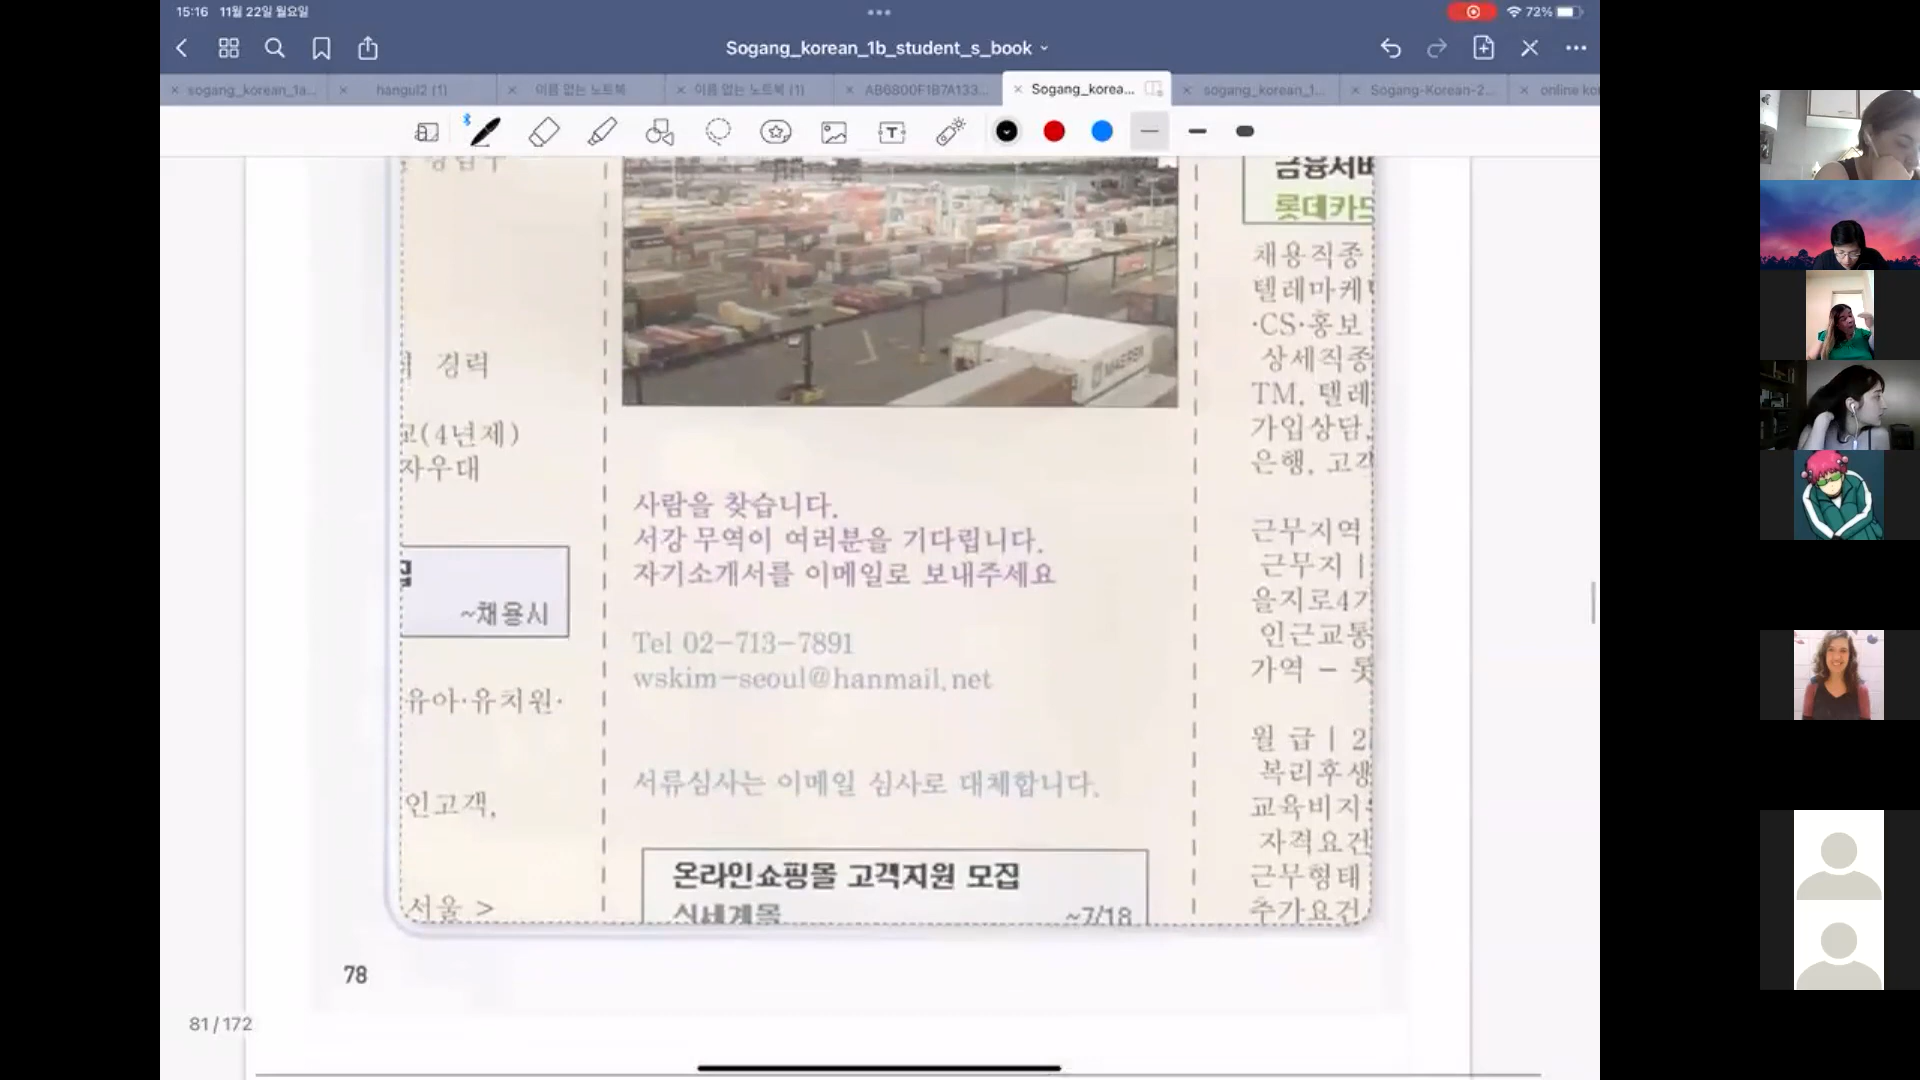 15:16 11월 22일 월요일
72%
Sogang_korean_1b_student_s_book
sogang_korean_1a...
hangul2 (1)
이름 없는 노트북
이름 없는 노트북 (1)
AB6800F1B7A133...
Sogang_korea...
sogang_korean_1...
Sogang-Korean-2...
online ko
경력
(4년제)
자우대
~채용시
유아·유치원·
인고객,
서울 >
MAERSK
사람을 찾습니다.
서강 무역이 여러분을 기다립니다.
자기소개서를 이메일로 보내주세요
Tel 02-713-7891
wskim-seoul@hanmail.net
서류심사는 이메일 심사로 대체합니다.
온라인쇼핑몰 고객지원 모집
신세계몰 ~7/18
금융서비
롯데카드
채용직종
텔레마케
·CS·홍보
상세직종
TM, 텔레
가입상담,
은행, 고객
근무지역
근무지 |
을지로4가
인근교통
가역 - 롯
월 급 | 2
복리후생
교육비지
자격요건
근무형태
추가요건
78
81 / 172